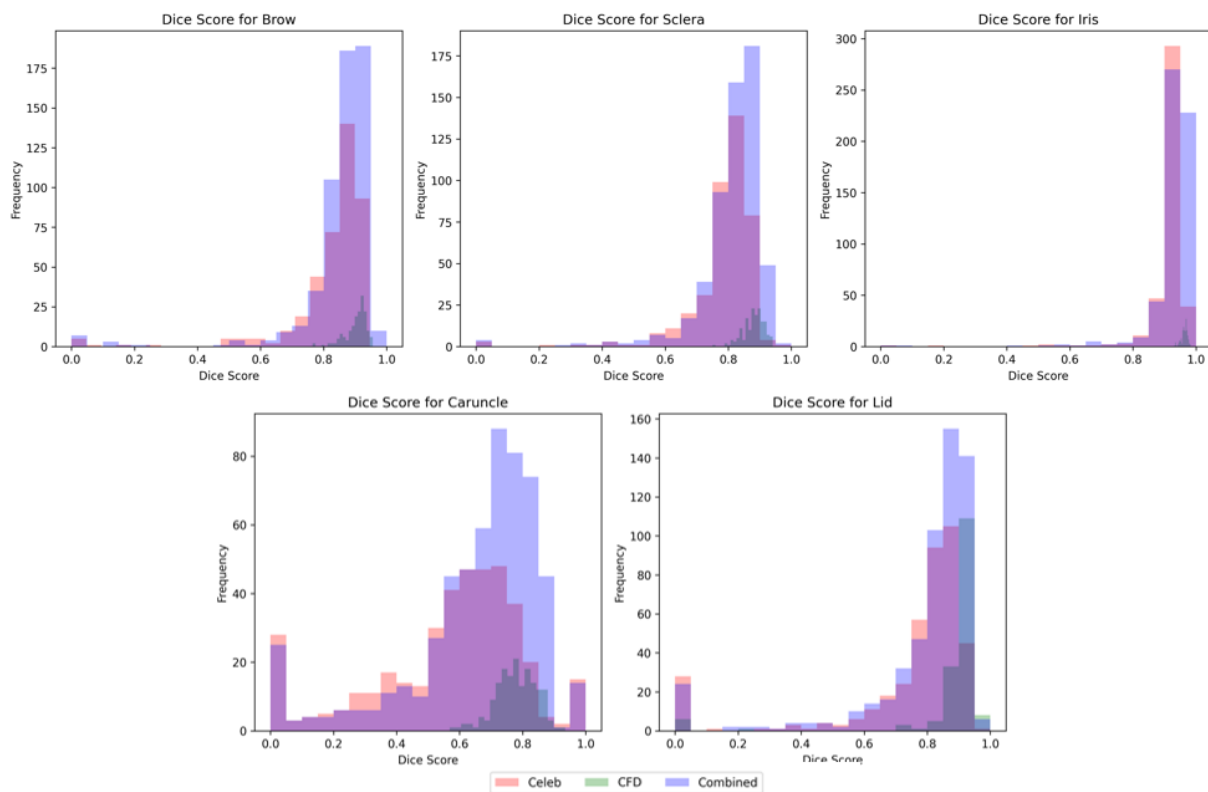 Dice Score for Brow
Dice Score for Sclera
Dice Score for Iris
Frequency
175
150
125
100
75
50
25
0
0.0 0.2 0.4 0.6 0.8 1.0
Dice Score
Frequency
175
150
125
100
75
50
25
0
0.0 0.2 0.4 0.6 0.8 1.0
Dice Score
Frequency
300
250
200
150
100
50
0
0.0 0.2 0.4 0.6 0.8 1.0
Dice Score
Dice Score for Caruncle
Dice Score for Lid
Frequency
80
60
40
20
0
0.0 0.2 0.4 0.6 0.8 1.0
Dice Score
Frequency
160
140
120
100
80
60
40
20
0
0.0 0.2 0.4 0.6 0.8 1.0
Dice Score
Celeb CFD Combined